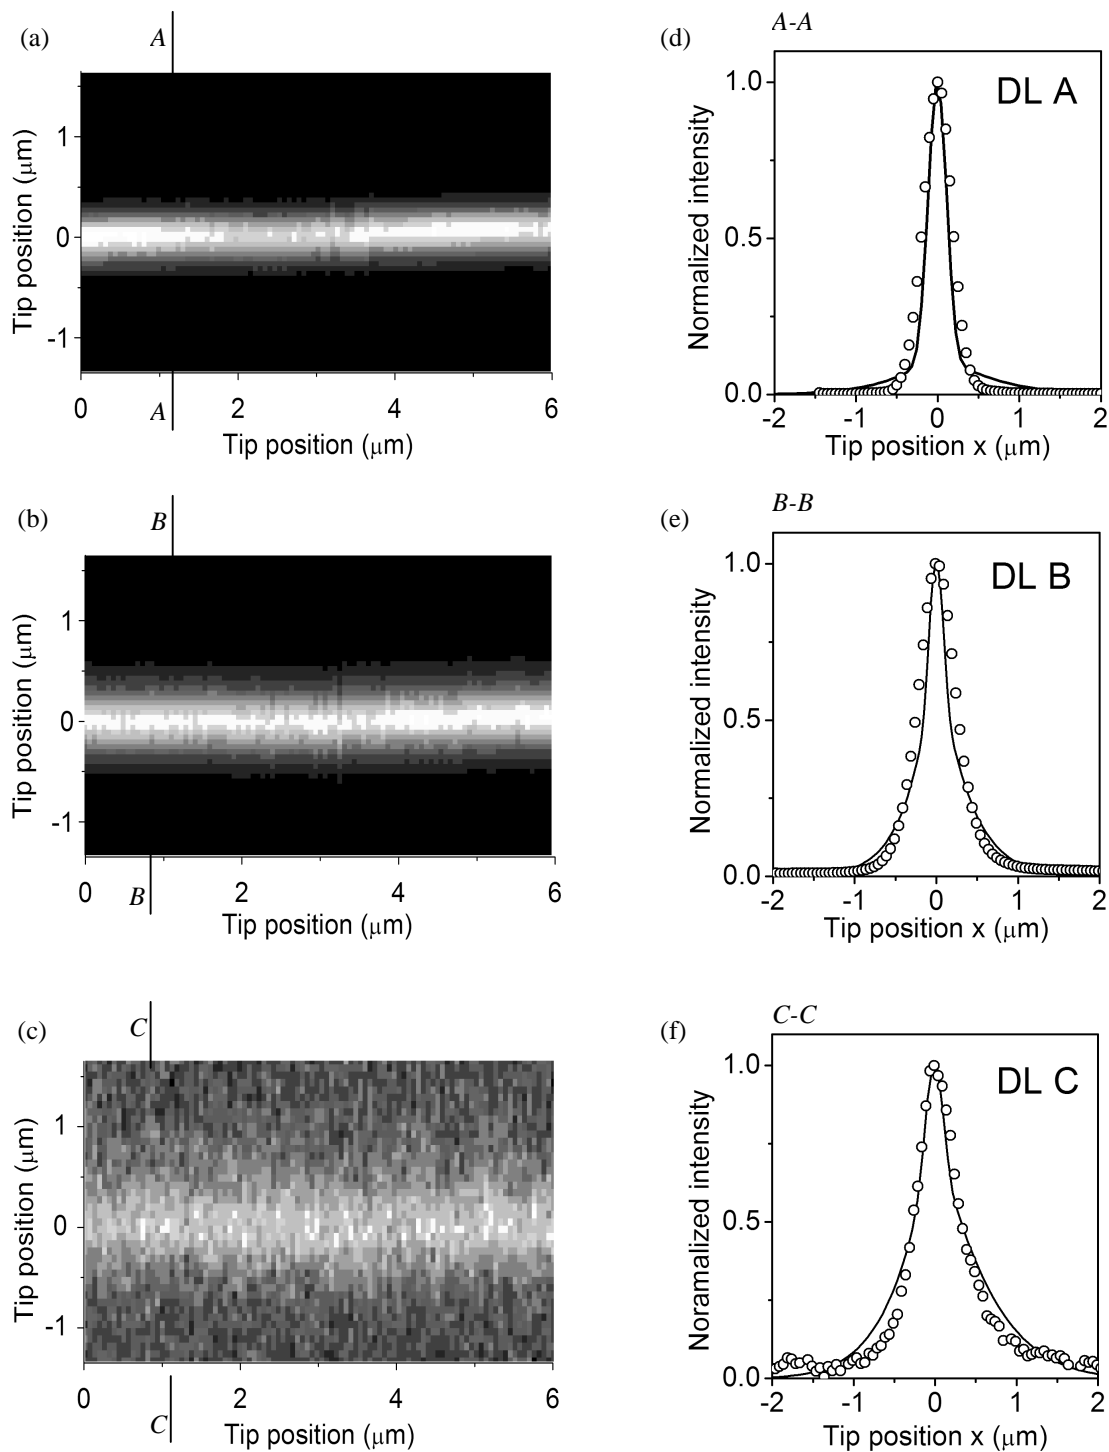 (a)
A
Tip position (μm)
1
0
-1
0 2 4 6
A
Tip position (μm)
(d)
A-A
DL A
Normalized intensity
1.0
0.5
0.0
-2 -1 0 1 2
Tip position x (μm)
(b)
B
Tip position (μm)
1
0
-1
0 2 4 6
B
Tip position (μm)
(e)
B-B
DL B
Normalized intensity
1.0
0.5
0.0
-2 -1 0 1 2
Tip position x (μm)
(c)
C
Tip position (μm)
1
0
-1
0 2 4 6
C
Tip position (μm)
(f)
C-C
DL C
Noramalized intensity
1.0
0.5
0.0
-2 -1 0 1 2
Tip position x (μm)